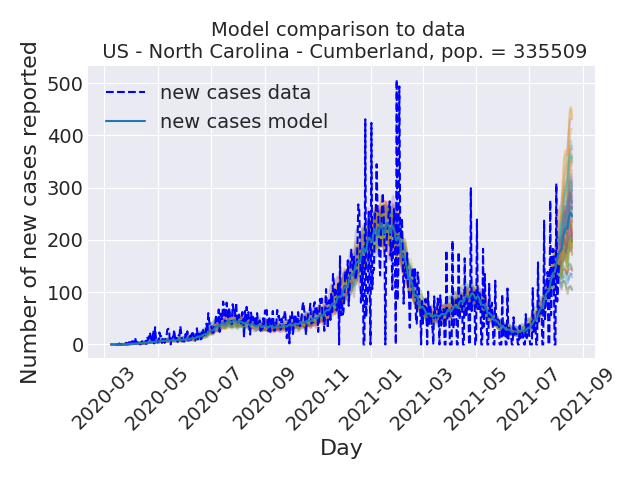 Model comparison to data
US - North Carolina - Cumberland, pop. = 335509
Number of new cases reported
500
400
300
200
100
0
new cases data
new cases model
2020-03
2020-05
2020-07
2020-09
2020-11
2021-01
2021-03
2021-05
2021-07
2021-09
Day